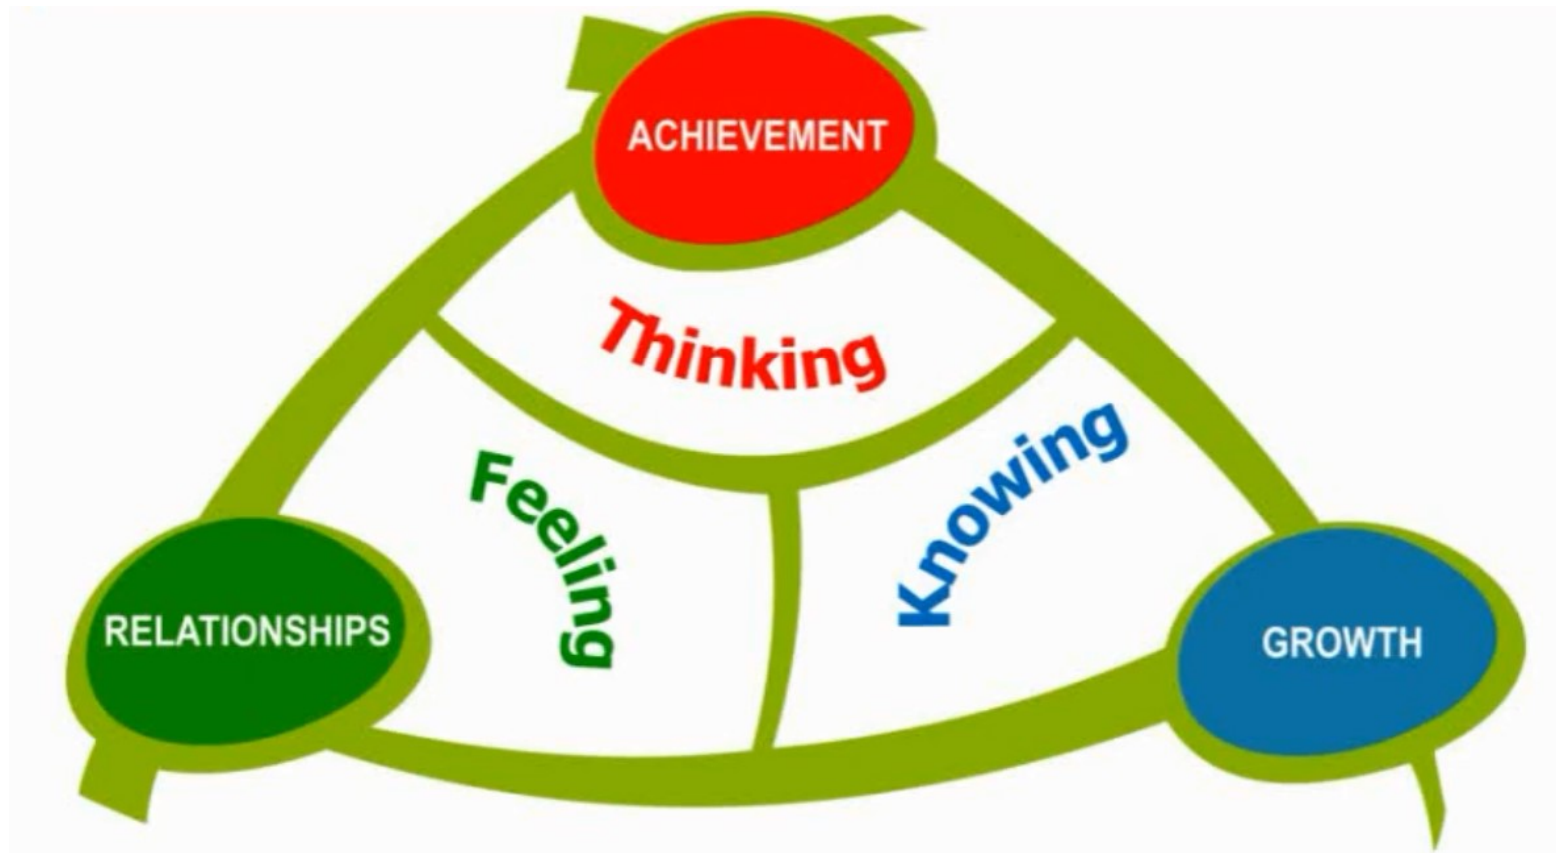 ACHIEVEMENT
Thinking
Feeling
Knowing
RELATIONSHIPS
GROWTH